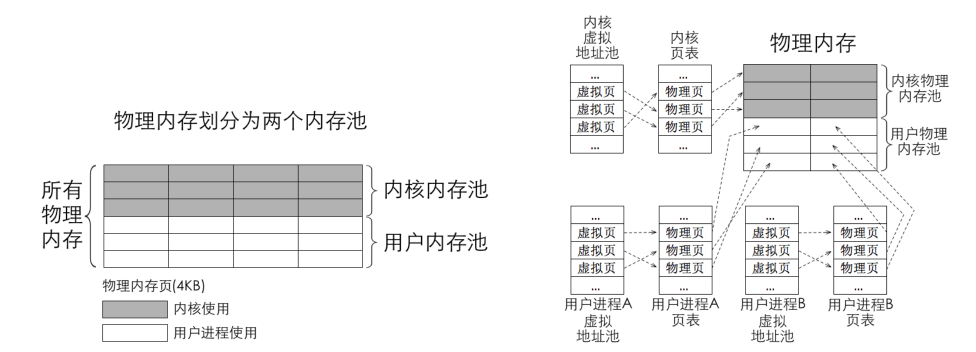 物理内存划分为两个内存池
所有
物理
内存
内核内存池
用户内存池
物理内存页(4KB)
内核使用
用户进程使用
内核
虚拟
地址池
内核
页表
物理内存
...
虚拟页
虚拟页
虚拟页
...
...
物理页
物理页
物理页
...
内核物理
内存池
用户物理
内存池
...
虚拟页
虚拟页
虚拟页
...
用户进程A
虚拟
地址池
...
物理页
物理页
物理页
...
用户进程A
页表
...
虚拟页
虚拟页
虚拟页
...
用户进程B
虚拟
地址池
...
物理页
物理页
物理页
...
用户进程B
页表